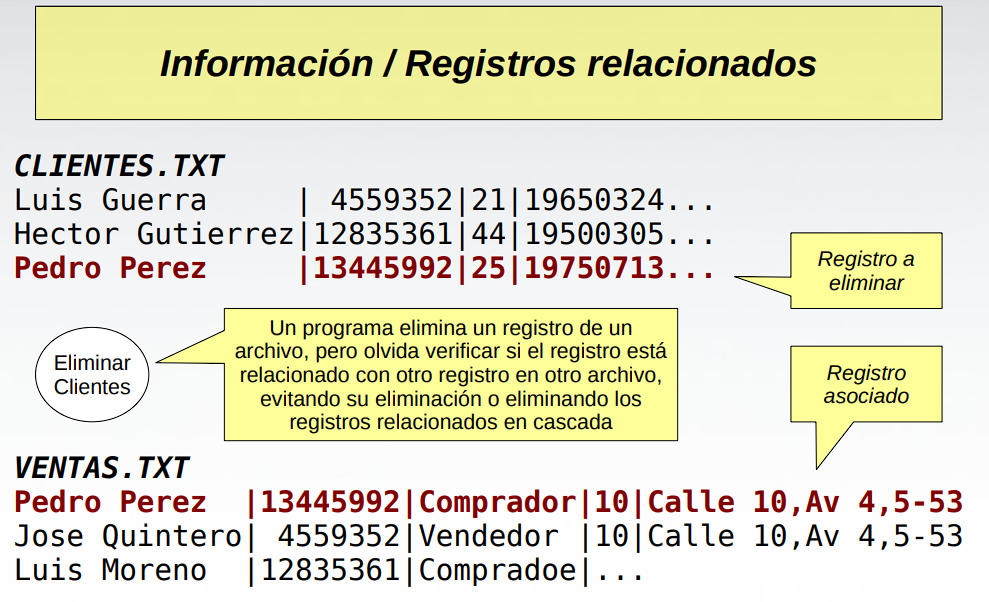 Información / Registros relacionados
CLIENTES.TXT
Luis Guerra     | 4559352|21|19650324...
Hector Gutierrez|12835361|44|19500305...
Pedro Perez     |13445992|25|19750713...
Registro a
eliminar
Un programa elimina un registro de un
archivo, pero olvida verificar si el registro está
relacionado con otro registro en otro archivo,
evitando su eliminación o eliminando los
registros relacionados en cascada
Eliminar
Clientes
Registro
asociado
VENTAS.TXT
Pedro Perez  |13445992|Comprador|10|Calle 10,Av 4,5-53
Jose Quintero| 4559352|Vendedor |10|Calle 10,Av 4,5-53
Luis Moreno  |12835361|Compradoe|...